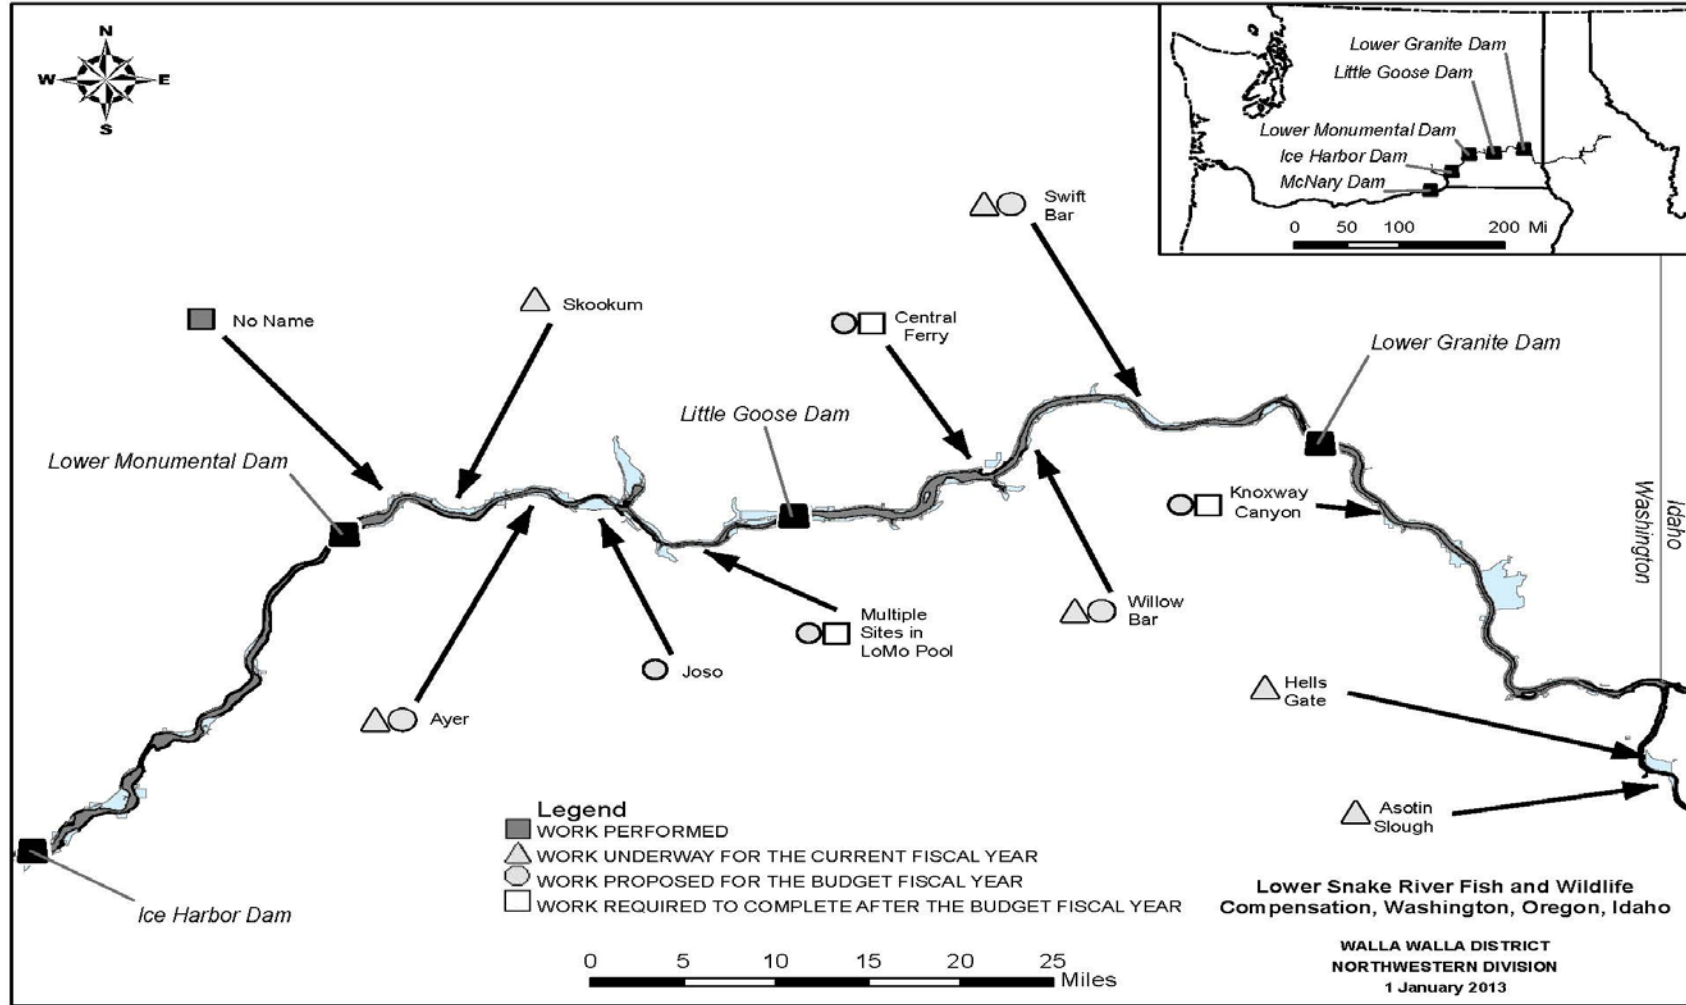 N
W
E
S
Lower Granite Dam
Little Goose Dam
Lower Monumental Dam
Ice Harbor Dam
McNary Dam
0 50 100 200 Mi
Swift
Bar
Skookum
No Name
Central
Ferry
Lower Granite Dam
Little Goose Dam
Lower Monumental Dam
Knoxway
Canyon
Idaho
Washington
Multiple
Sites in
LoMo Pool
Willow
Bar
Joso
Ayer
Hells
Gate
Asotin
Slough
Ice Harbor Dam
Legend
WORK PERFORMED
WORK UNDERWAY FOR THE CURRENT FISCAL YEAR
WORK PROPOSED FOR THE BUDGET FISCAL YEAR
WORK REQUIRED TO COMPLETE AFTER THE BUDGET FISCAL YEAR
0 5 10 15 20 25
Miles
Lower Snake River Fish and Wildlife
Compensation, Washington, Oregon, Idaho
WALLA WALLA DISTRICT
NORTHWESTERN DIVISION
1 January 2013